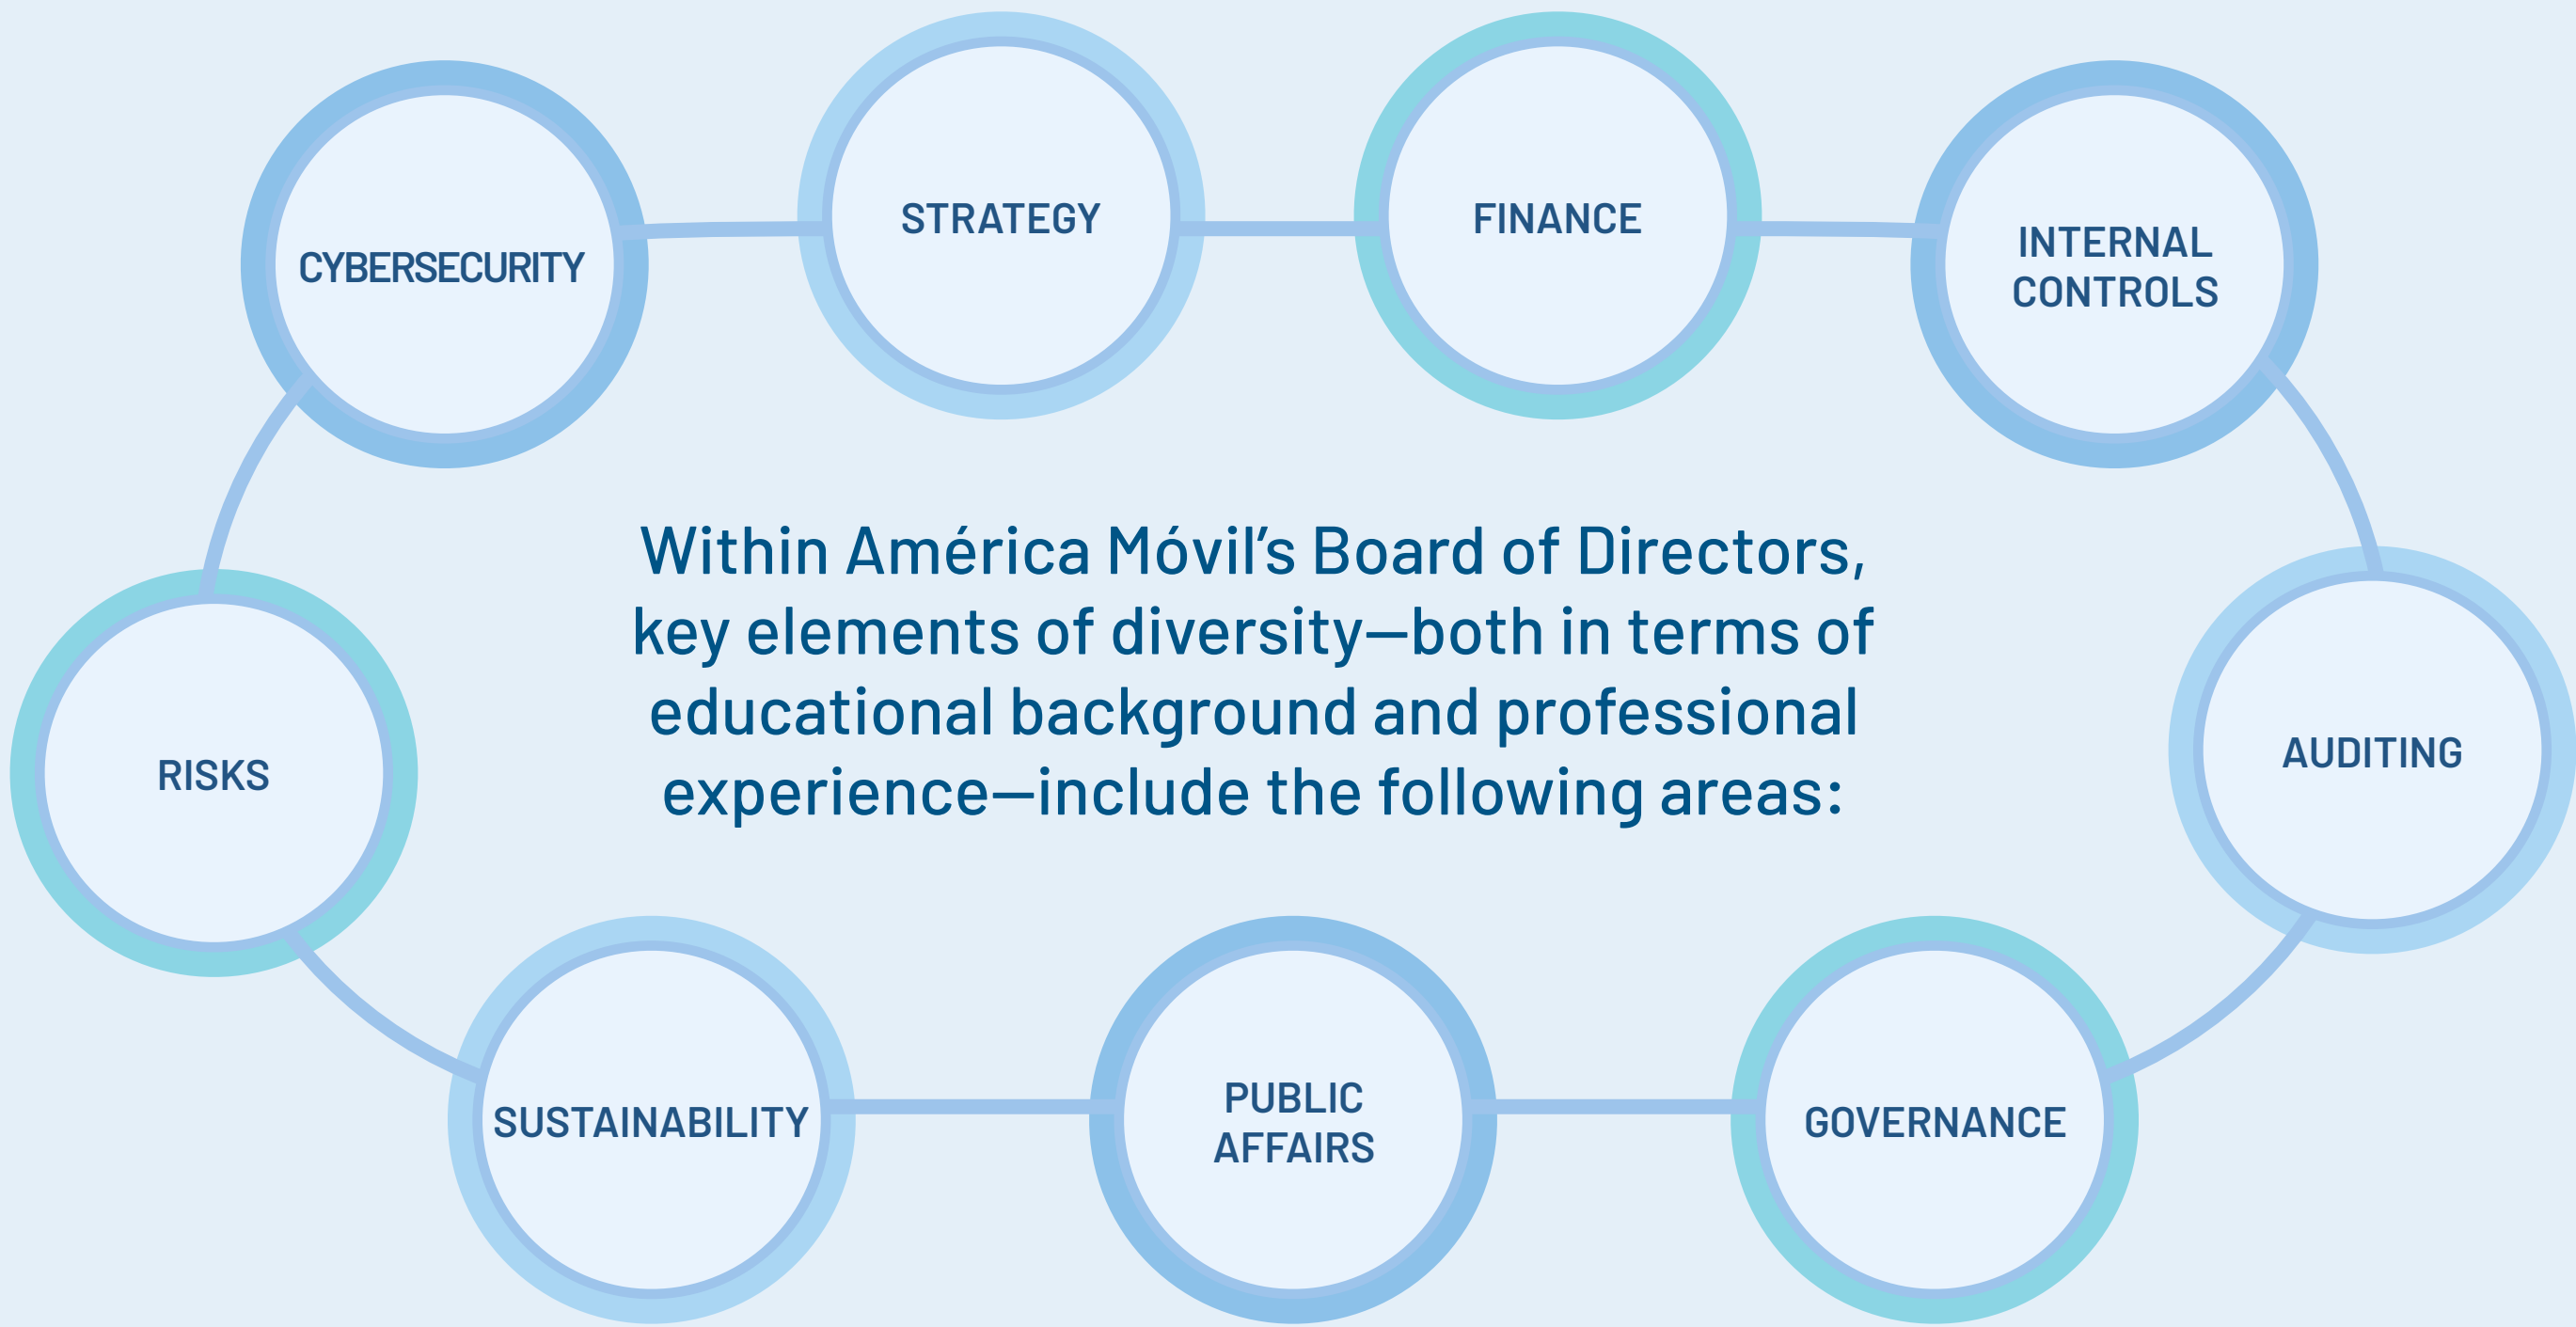 CYBERSECURITY
STRATEGY
FINANCE
INTERNAL
CONTROLS
Within América Móvil’s Board of Directors,
key elements of diversity—both in terms of
educational background and professional
experience—include the following areas:
RISKS
AUDITING
SUSTAINABILITY
PUBLIC
AFFAIRS
GOVERNANCE